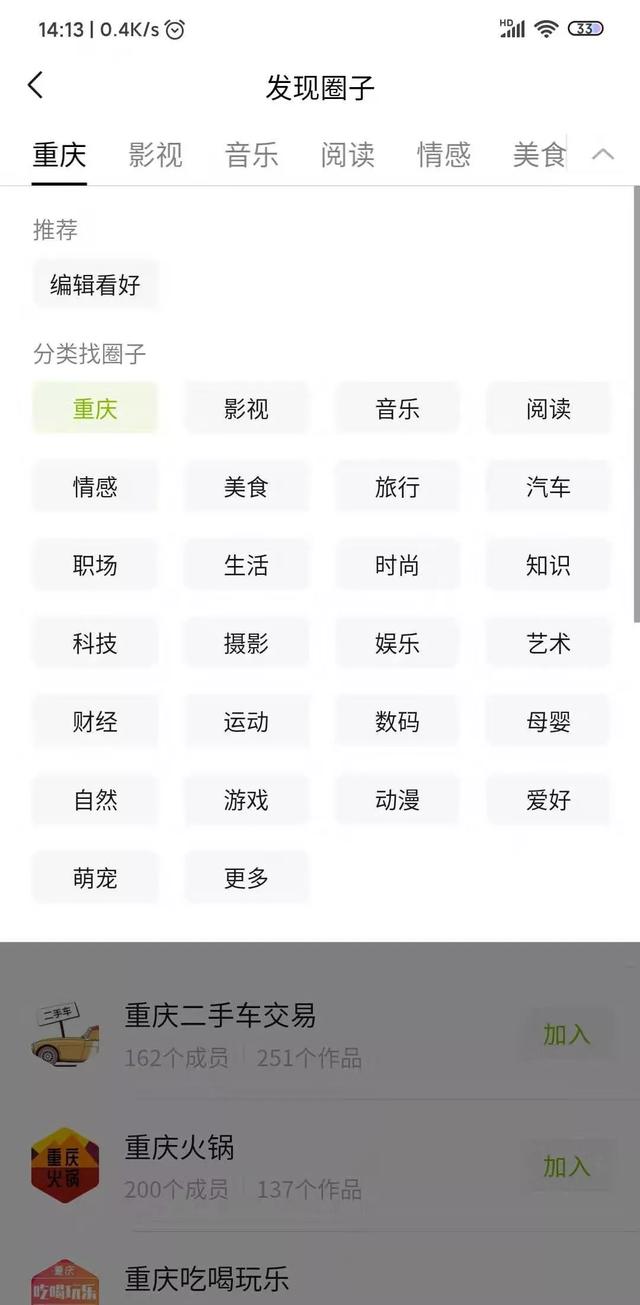 14:13 | 0.4K/s HD 33
发现圈子
重庆 影视 音乐 阅读 情感 美食
推荐
编辑看好
分类找圈子
重庆 影视 音乐 阅读
情感 美食 旅行 汽车
职场 生活 时尚 知识
科技 摄影 娱乐 艺术
财经 运动 数码 母婴
自然 游戏 动漫 爱好
萌宠 更多
二手车
重庆二手车交易
162个成员 251个作品
加入
重庆
火锅
重庆火锅
200个成员 137个作品
加入
重庆
吃喝玩乐
重庆吃喝玩乐